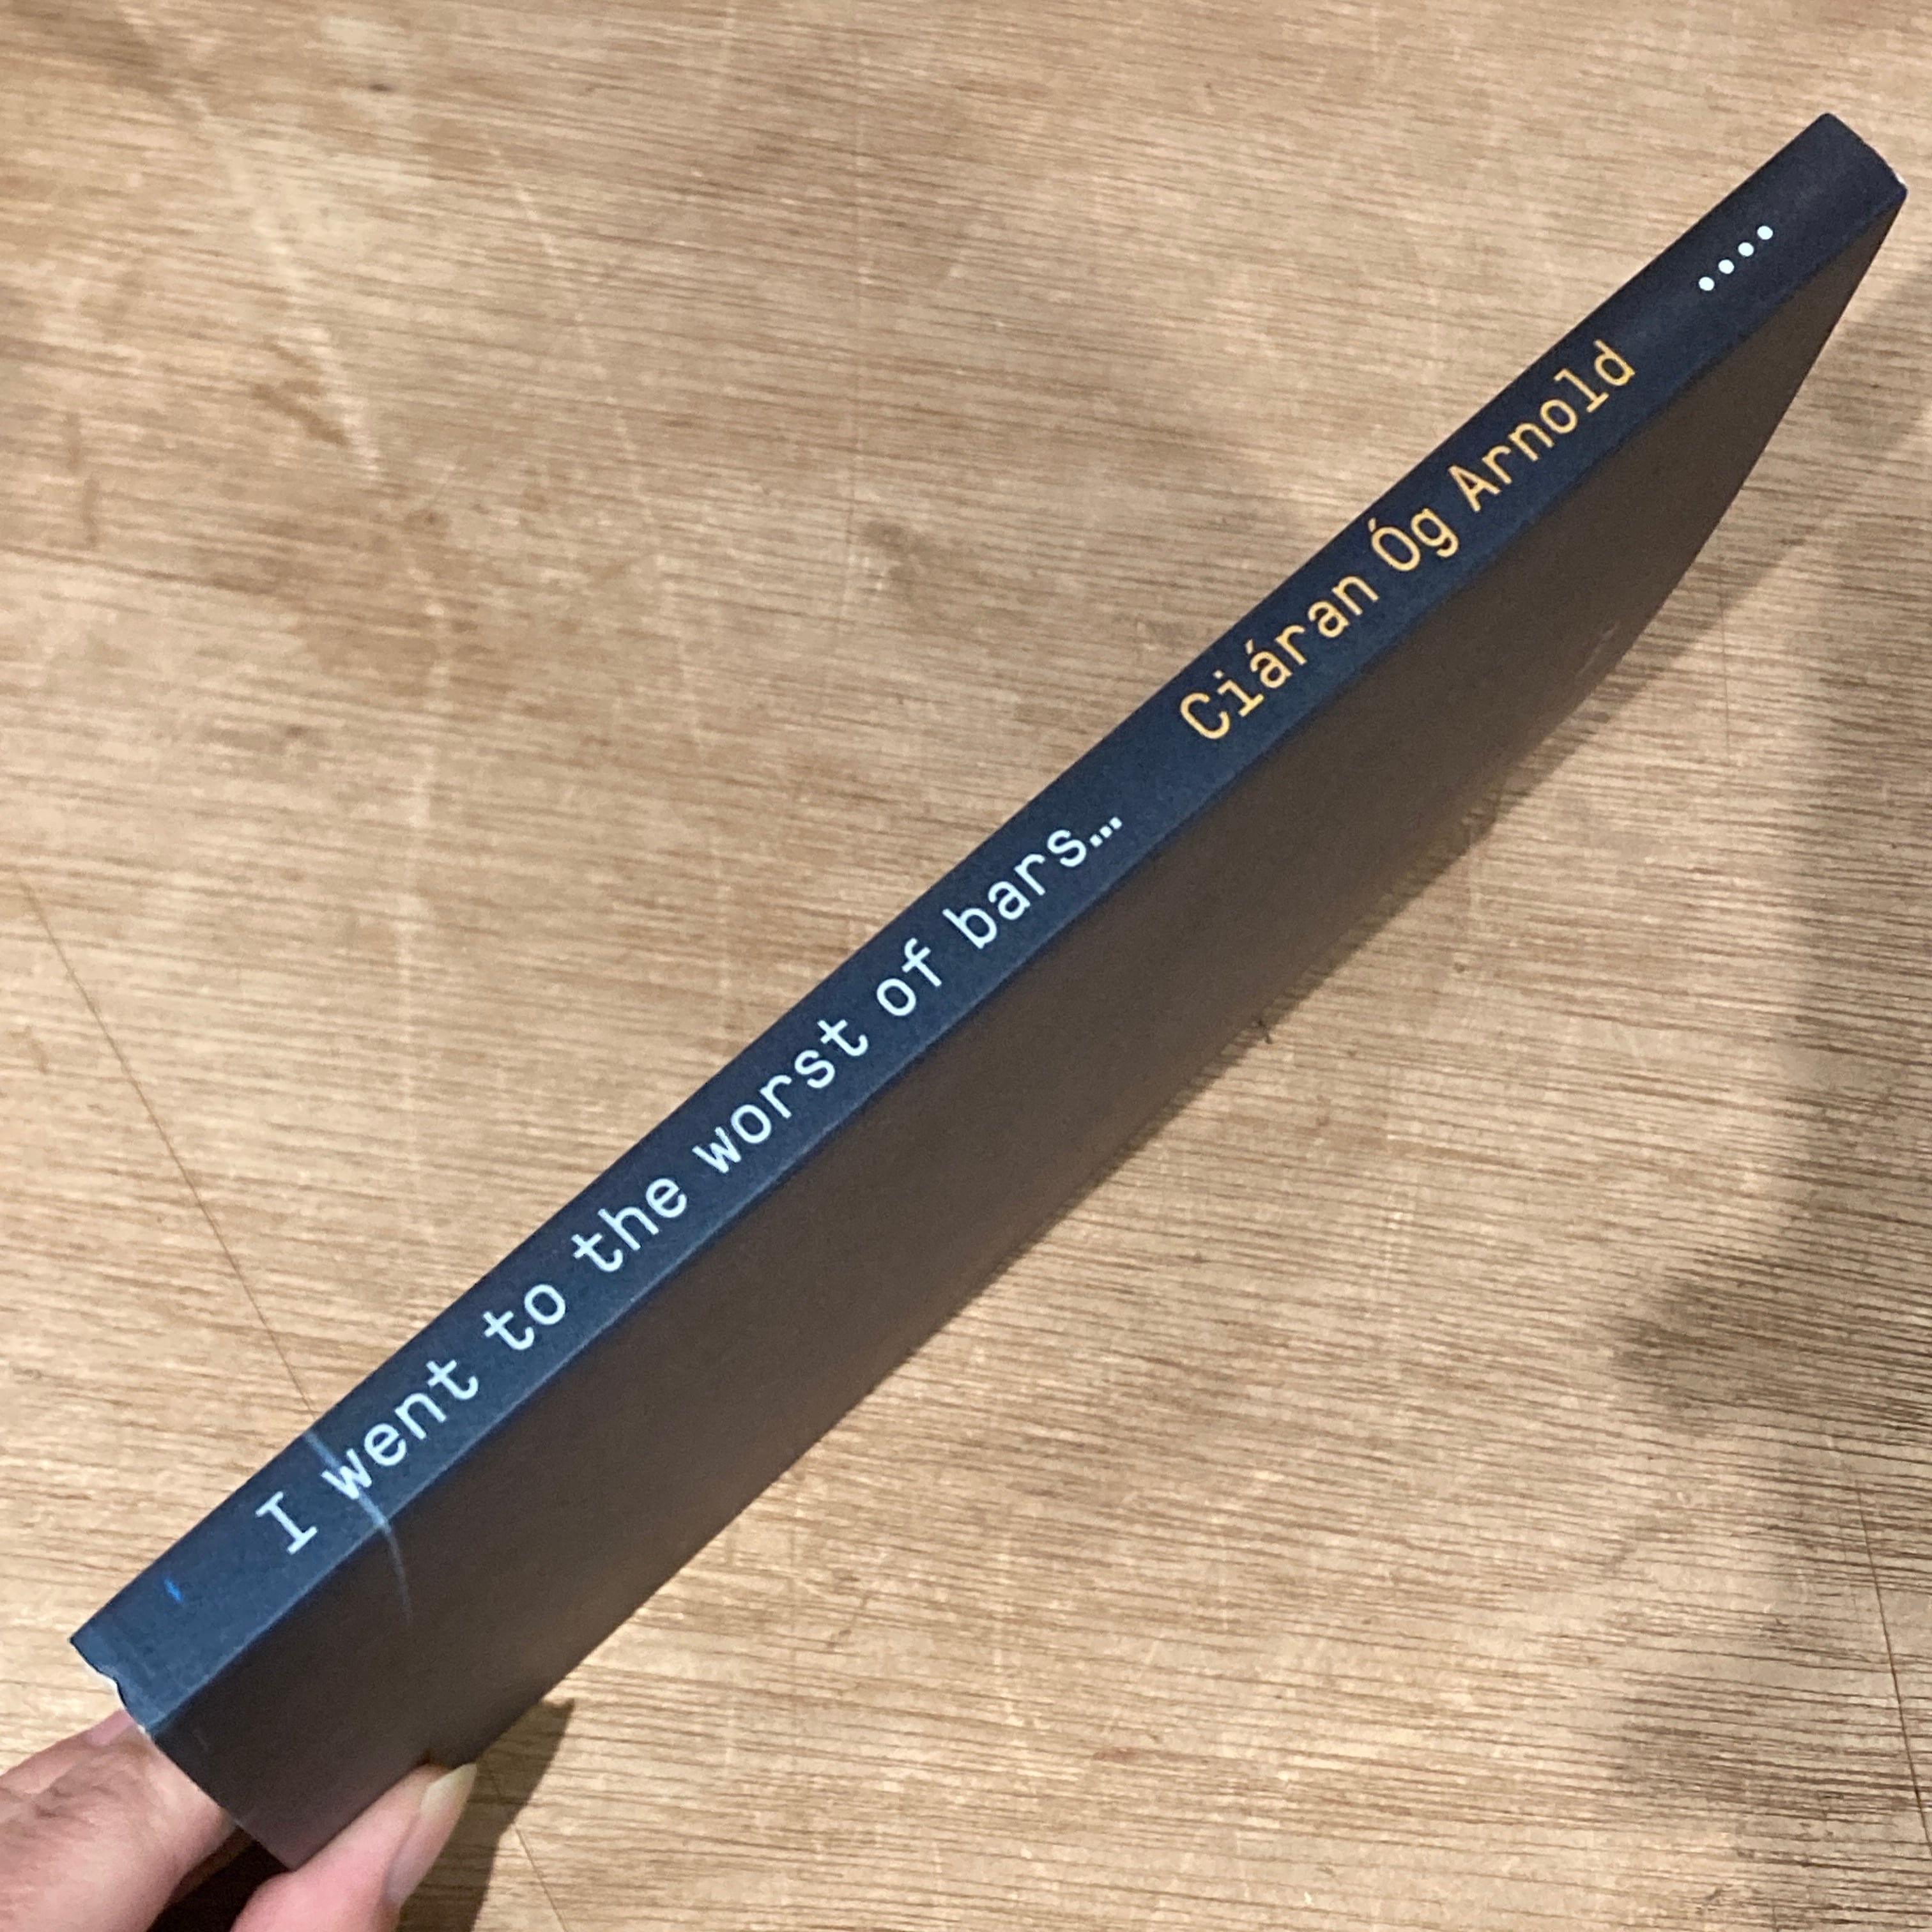 I went to the worst of bars… Ciáran Óg Arnold ••••